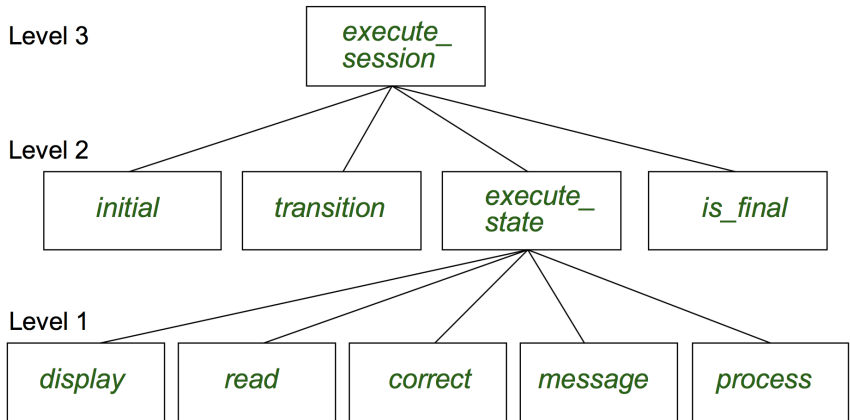 Level 3
execute_
session
Level 2
initial
transition
execute_
state
is_final
Level 1
display
read
correct
message
process